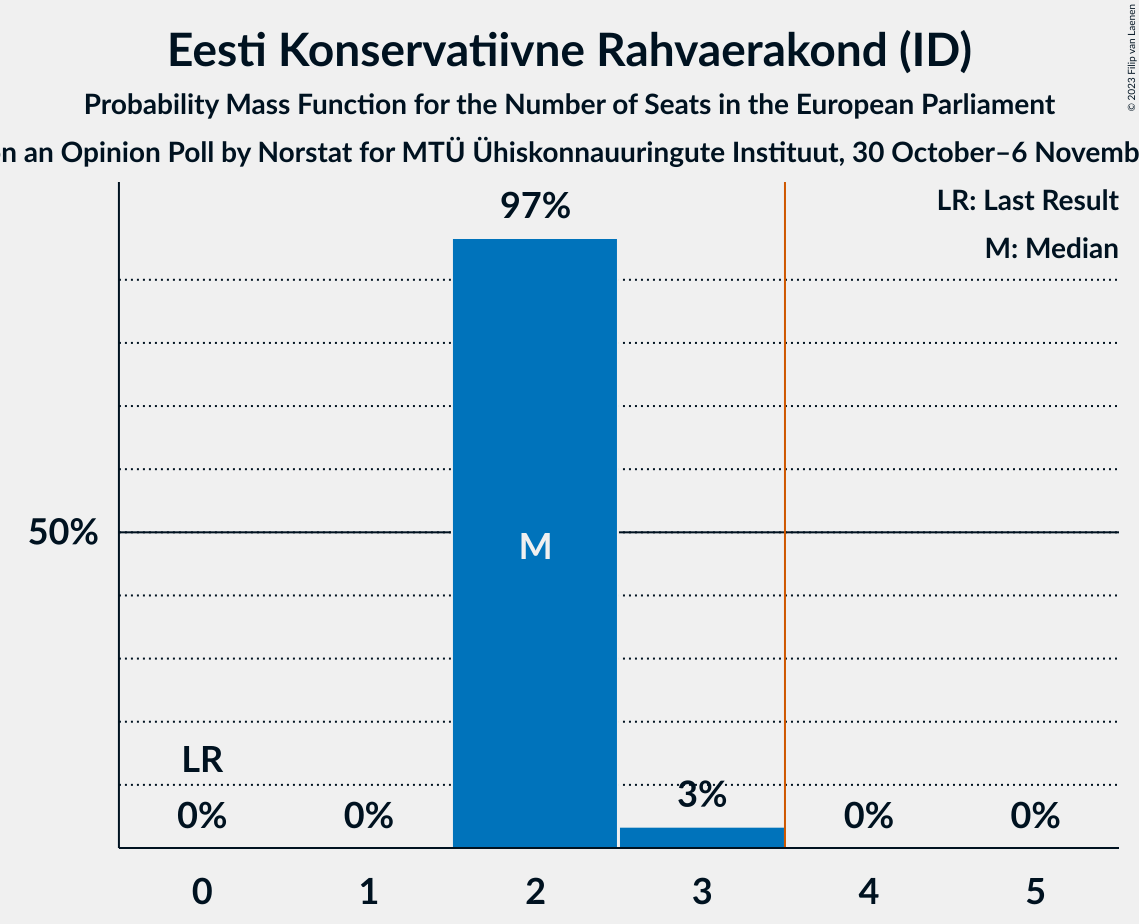 Eesti Konservatiivne Rahvaerakond (ID)
Probability Mass Function for the Number of Seats in the European Parliament
an Opinion Poll by Norstat for MTÜ Ühiskonnauuringute Instituut, 30 October–6
© 2023 Filip van Laenen
LR: Last Result
M: Median
97%
50%
M
LR
3%
0% 0% 0% 0%
0 1 2 3 4 5